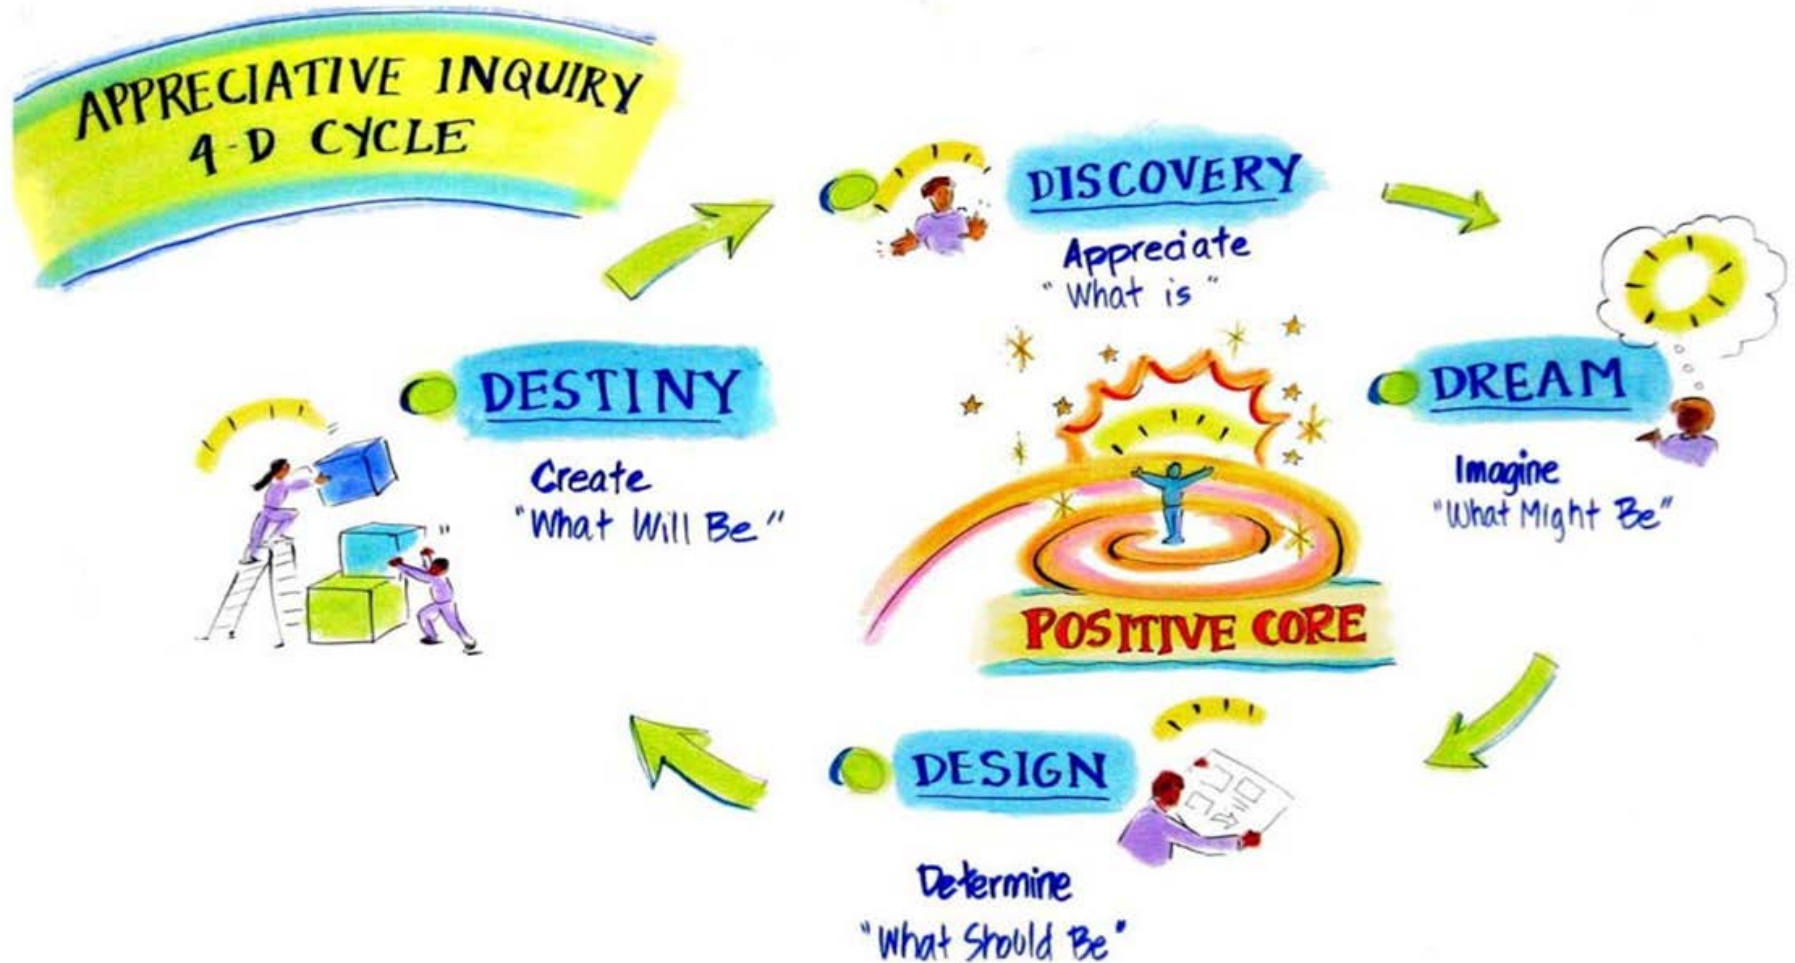 APPRECIATIVE INQUIRY
4-D CYCLE
DISCOVERY
Appreciate
"What is"
DREAM
Imagine
"What Might Be"
DESTINY
Create
"What Will Be"
POSITIVE CORE
DESIGN
Determine
"What Should Be"